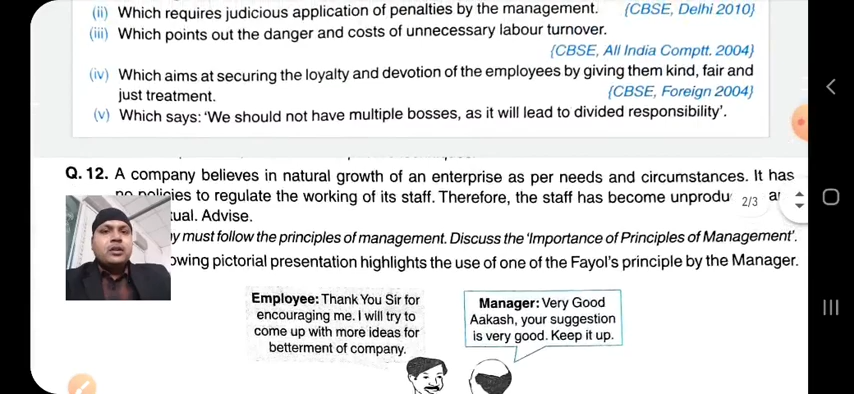 (ii) Which requires judicious application of penalties by the management. {CBSE, Delhi 2010}
(iii) Which points out the danger and costs of unnecessary labour turnover.
{CBSE, All India Comptt. 2004}
(iv) Which aims at securing the loyalty and devotion of the employees by giving them kind, fair and
just treatment. {CBSE, Foreign 2004}
(v) Which says: 'We should not have multiple bosses, as it will lead to divided responsibility'.
Q. 12. A company believes in natural growth of an enterprise as per needs and circumstances. It has
no policies to regulate the working of its staff. Therefore, the staff has become
2/3
Advise.
must follow the principles of management. Discuss the 'Importance of Principles of Management'.
pictorial presentation highlights the use of one of the Fayol's principle by the Manager.
Employee: Thank You Sir for
encouraging me. I will try to
come up with more ideas for
betterment of company.
Manager: Very Good
Aakash, your suggestion
is very good. Keep it up.